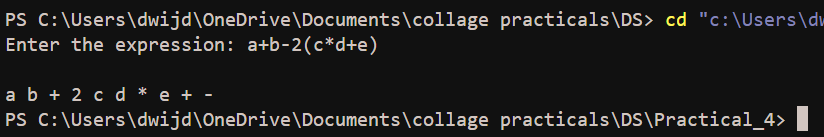 PS C:\Users\dwijd\OneDrive\Documents\collage practicals\DS> cd "c:\Users\dw
Enter the expression: a+b-2(c*d+e)
a b + 2 c d * e + -
PS C:\Users\dwijd\OneDrive\Documents\collage practicals\DS\Practical_4>